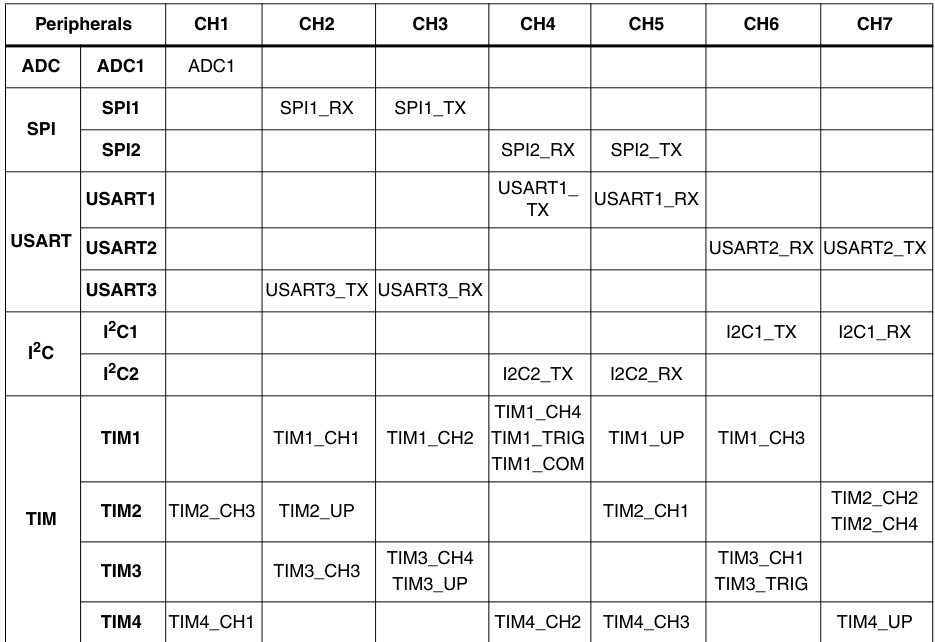 Peripherals CH1 CH2 CH3 CH4 CH5 CH6 CH7
ADC ADC1 ADC1
SPI
SPI1 SPI1_RX SPI1_TX
SPI2 SPI2_RX SPI2_TX
USART
USART1 USART1_
TX USART1_RX
USART2 USART2_RX USART2_TX
USART3 USART3_TX USART3_RX
I²C
I²C1 I2C1_TX I2C1_RX
I²C2 I2C2_TX I2C2_RX
TIM
TIM1 TIM1_CH1 TIM1_CH2 TIM1_CH4
TIM1_TRIG
TIM1_COM TIM1_UP TIM1_CH3
TIM2 TIM2_CH3 TIM2_UP TIM2_CH1 TIM2_CH2
TIM2_CH4
TIM3 TIM3_CH3 TIM3_CH4
TIM3_UP TIM3_CH1
TIM3_TRIG
TIM4 TIM4_CH1 TIM4_CH2 TIM4_CH3 TIM4_UP